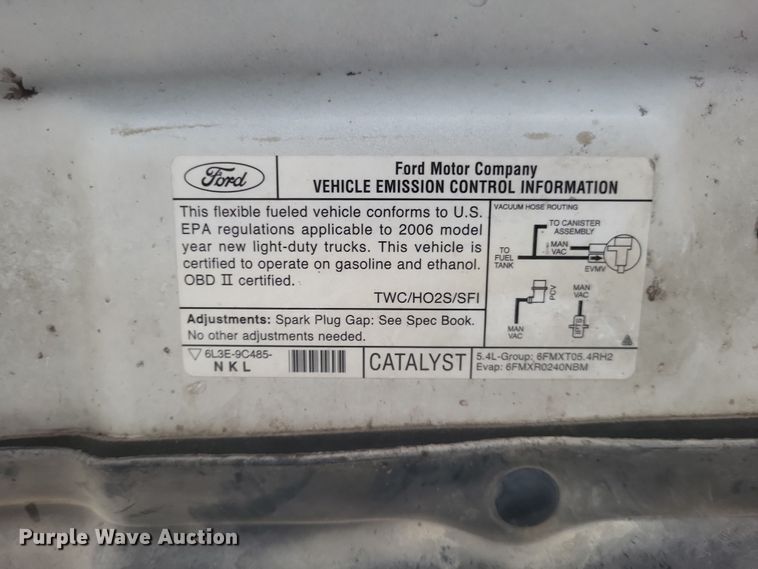 Ford
Ford Motor Company
VEHICLE EMISSION CONTROL INFORMATION
This flexible fueled vehicle conforms to U.S.
EPA regulations applicable to 2006 model
year new light-duty trucks. This vehicle is
certified to operate on gasoline and ethanol.
OBD II certified.
TWC/HO2S/SFI
Adjustments: Spark Plug Gap: See Spec Book.
No other adjustments needed.
VACUUM HOSE ROUTING
TO CANISTER
ASSEMBLY
MAN
VAC
TO
FUEL
TANK
EVMV
PCV
MAN
VAC
MAN
VAC
6L3E-9C485-
NKL
CATALYST
5.4L-Group: 6FMXT05.4RH2
Evap: 6FMXR0240NBM
Purple Wave Auction